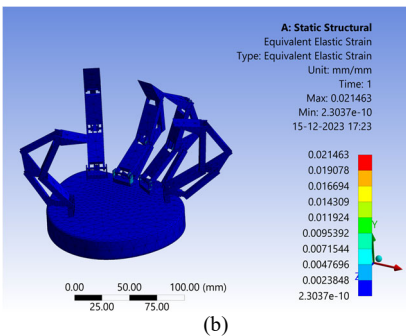 A: Static Structural
Equivalent Elastic Strain
Type: Equivalent Elastic Strain
Unit: mm/mm
Time: 1
Max: 0.021463
Min: 2.3037e-10
15-12-2023 17:23
0.021463
0.019078
0.016694
0.014309
0.011924
0.0095392
0.0071544
0.0047696
0.0023848
2.3037e-10
Y
Z
0.00 50.00 100.00 (mm)
25.00 75.00
(b)